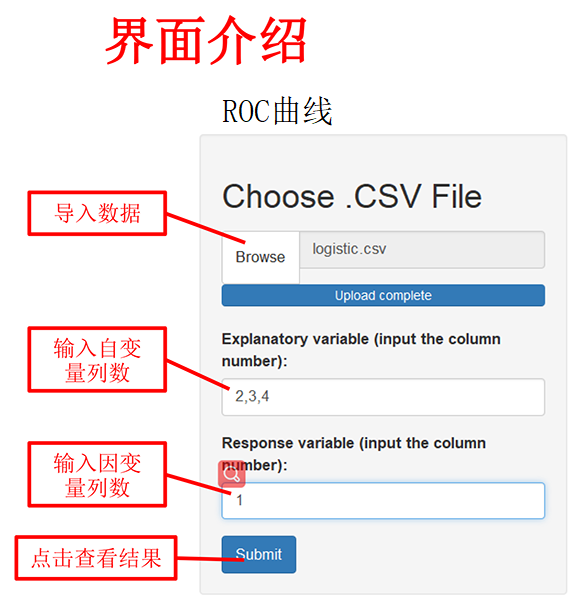 界面介绍
ROC曲线
Choose .CSV File
导入数据
Browse
logistic.csv
Upload complete
输入自变
量列数
Explanatory variable (input the column
number):
2,3,4
输入因变
量列数
Response variable (input the column
number):
1
点击查看结果
Submit